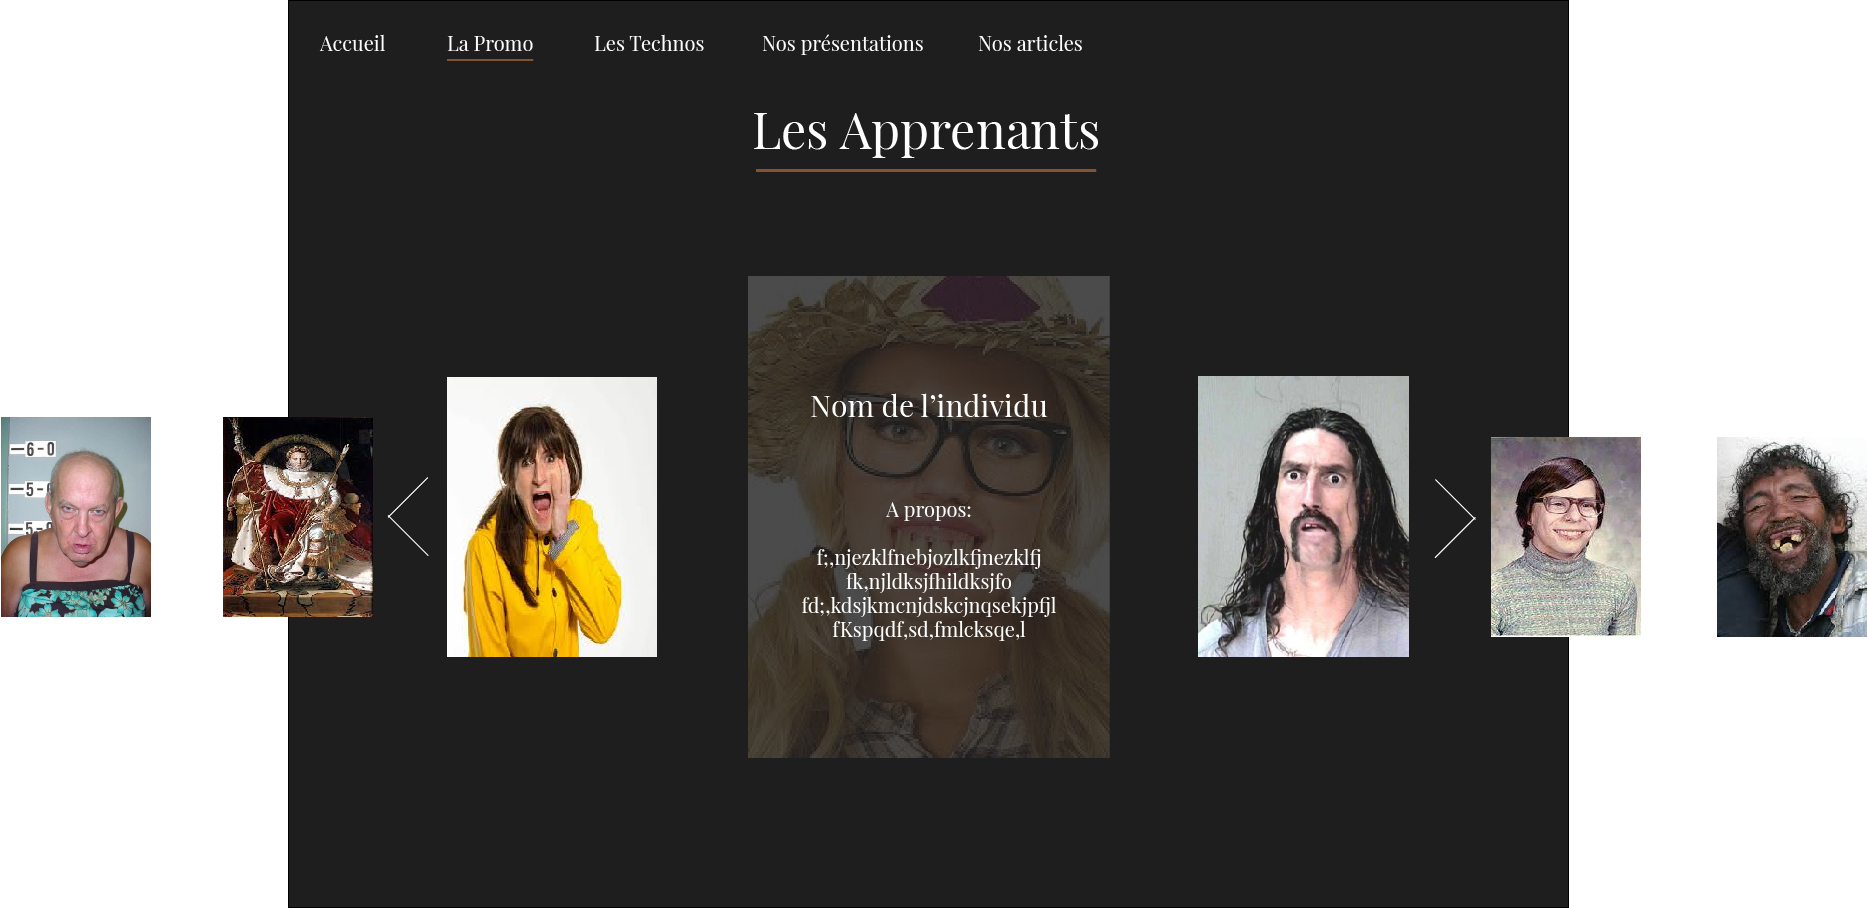 Accueil La Promo Les Technos Nos présentations Nos articles
Les Apprenants
Nom de l’individu
A propos:
f;,njezklfnebjozlkfjnezklfj
fk,njldksjfhildksjfo
fd;,kdsjkmcnjdskcjnqsekjpfjl
fKspqdf,sd,fmlcksqe,l
6-0
5-
5-